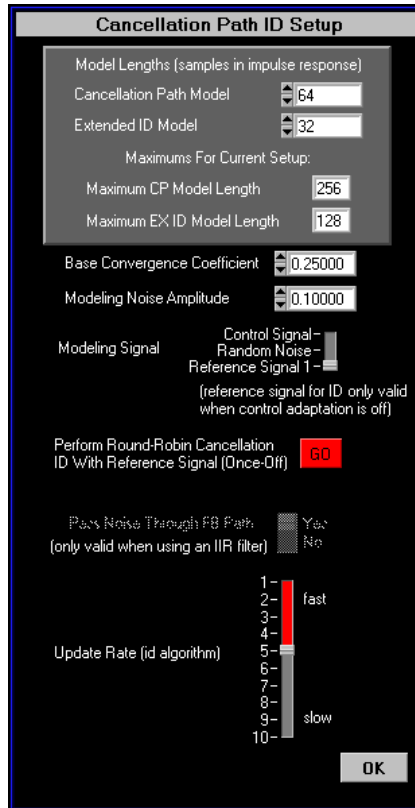 Cancellation Path ID Setup
Model Lengths (samples in impulse response)
Cancellation Path Model 64
Extended ID Model 32
Maximums For Current Setup:
Maximum CP Model Length 256
Maximum EX ID Model Length 128
Base Convergence Coefficient 0.25000
Modeling Noise Amplitude 0.10000
Modeling Signal
Control Signal
Random Noise
Reference Signal 1
(reference signal for ID only valid
when control adaptation is off)
Perform Round-Robin Cancellation
ID With Reference Signal (Once-Off)
GO
Pass Noise Through FB Path Yes
(only valid when using an IIR filter) No
Update Rate (id algorithm)
1
2 fast
3
4
5
6
7
8
9 slow
10
OK